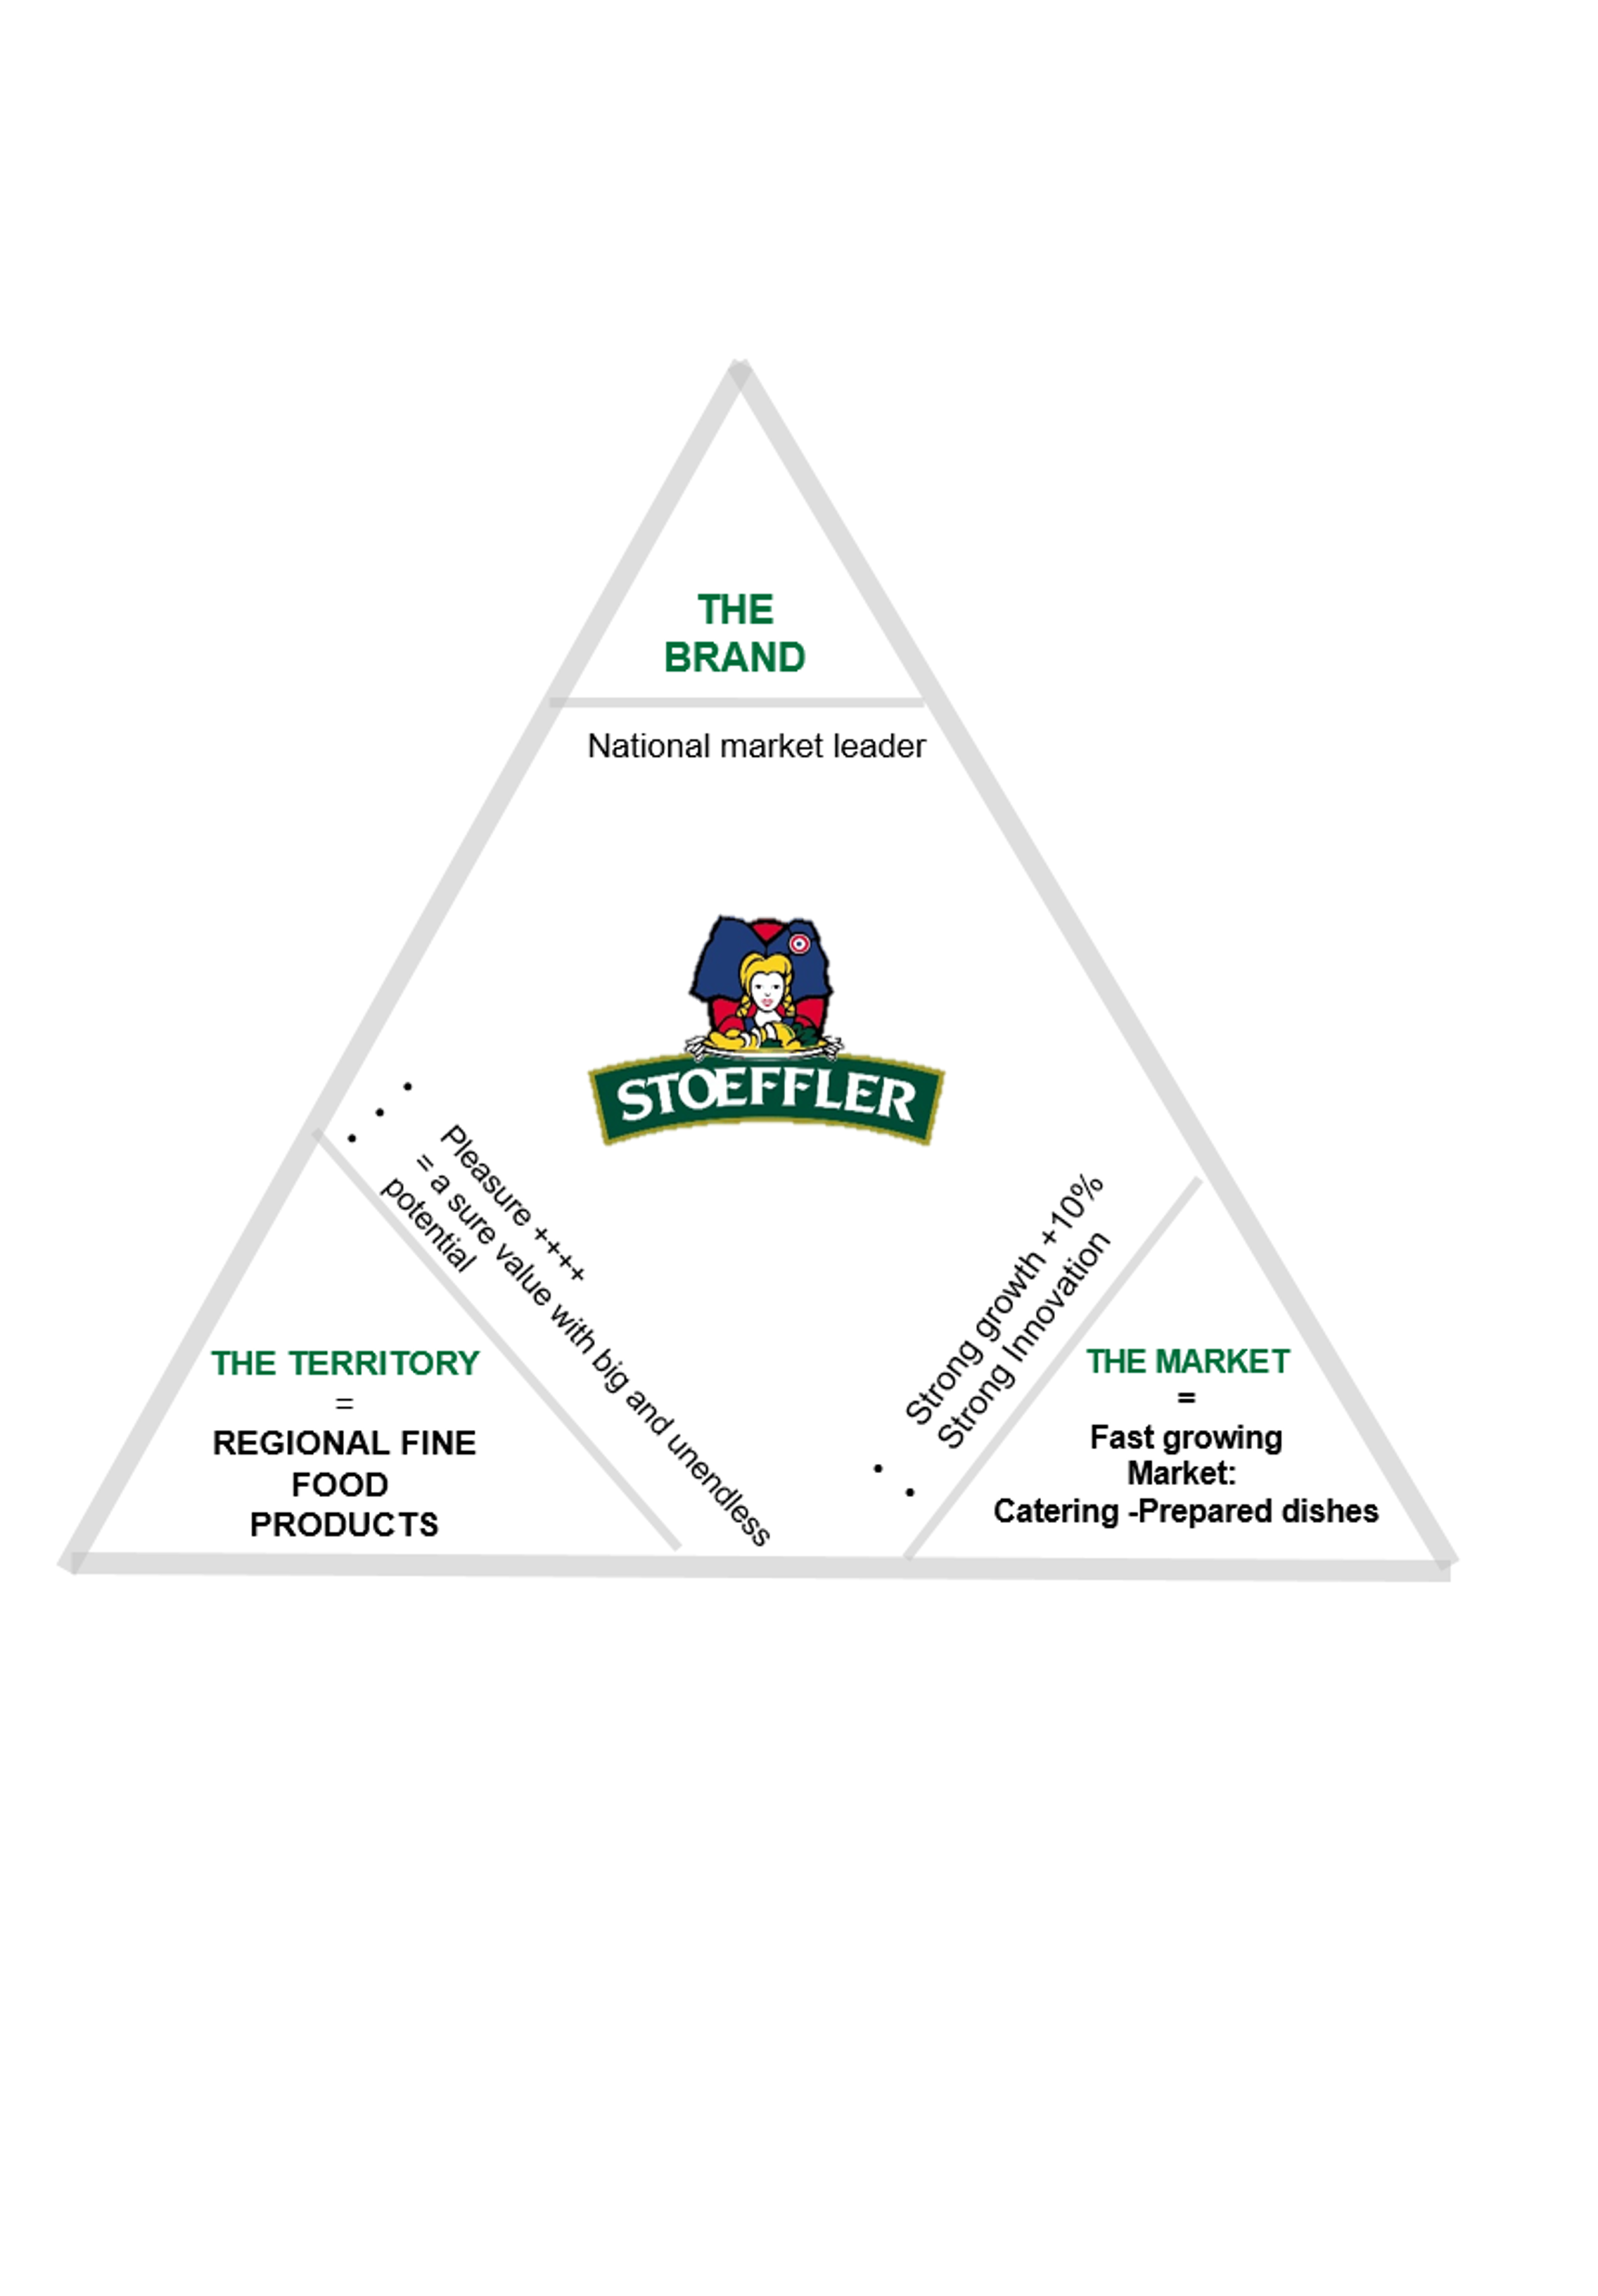 THE
BRAND
National market leader
STOEFFLER
• Pleasure ++++
• = a sure value with big and unendless
• potential
• Strong growth +10%
• Strong Innovation
THE TERRITORY
=
REGIONAL FINE
FOOD
PRODUCTS
THE MARKET
=
Fast growing
Market:
Catering -Prepared dishes